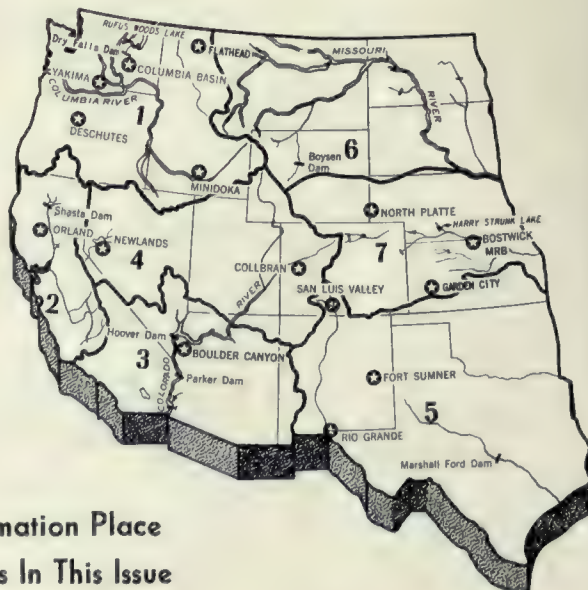 RUFUS WOODS LAKE
Dry Falls Dam
FLATHEAD
MISSOURI
YAKIMA
COLUMBIA BASIN
COLUMBIA RIVER
1
RIVER
DESCHUTES
6
Boysen
Dam
MINIDOKA
Shasta Dam
NORTH PLATTE
HARRY STRUNK LAKE
ORLAND
NEWLANDS
7
BOSTWICK
MRB
4
COLLBRAN
GARDEN CITY
2
RIVER
SAN LUIS VALLEY
Hoover Dam
3
BOULDER CANYON
COLORADO
Parker Dam
FORT SUMNER
5
RIO GRANDE
Marshall Ford Dam
mation Place
s In This Issue